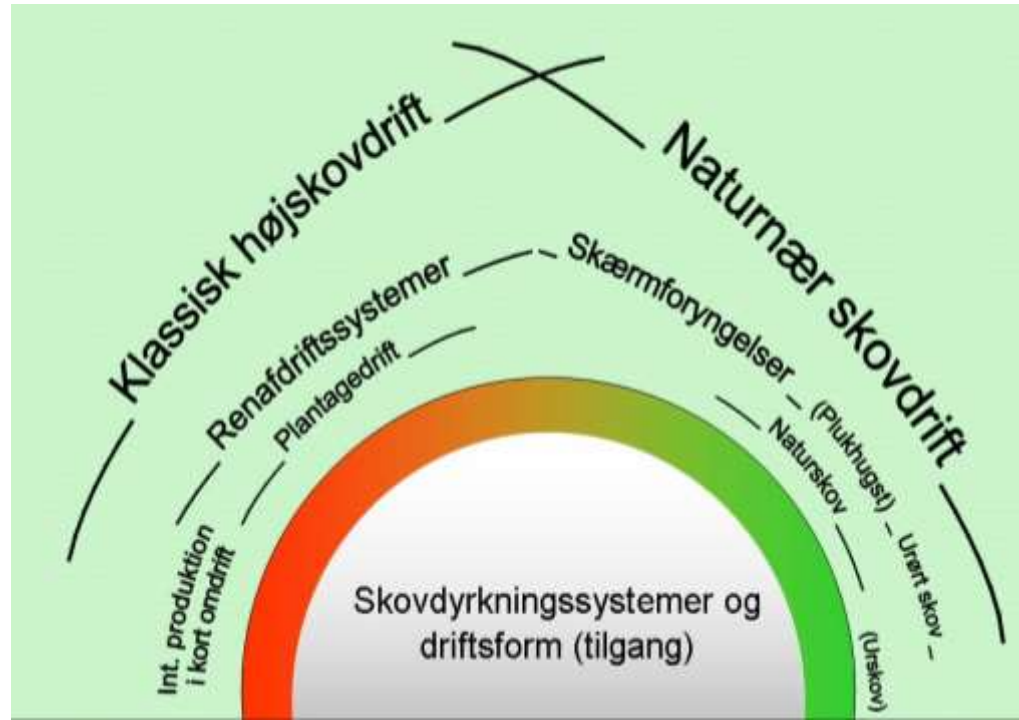 Klassisk højskovdrift
Naturnær skovdrift
Renafdriftssystemer
Skærmforyngelser
Plantagedrift
(Plukhugst)
Naturskov
Int. produktion
i kort omdrift
Urørt skov
(Urskov)
Skovdyrkningssystemer og
driftsform (tilgang)